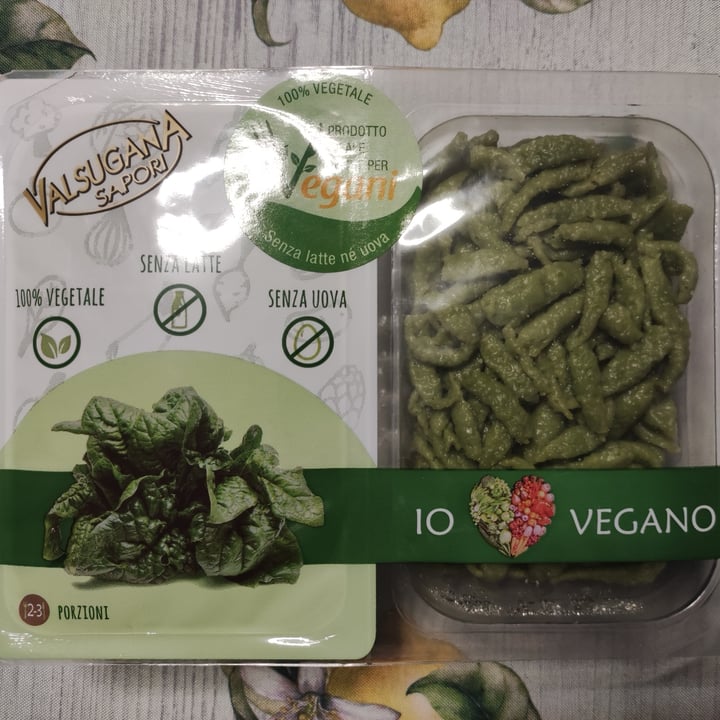 VALSUGANA
SAPORI
100% VEGETALE
PRODOTTO
PER
Vegani
Senza latte né uova
SENZA LATTE
100% VEGETALE
SENZA UOVA
IO VEGANO
2-3 PORZIONI